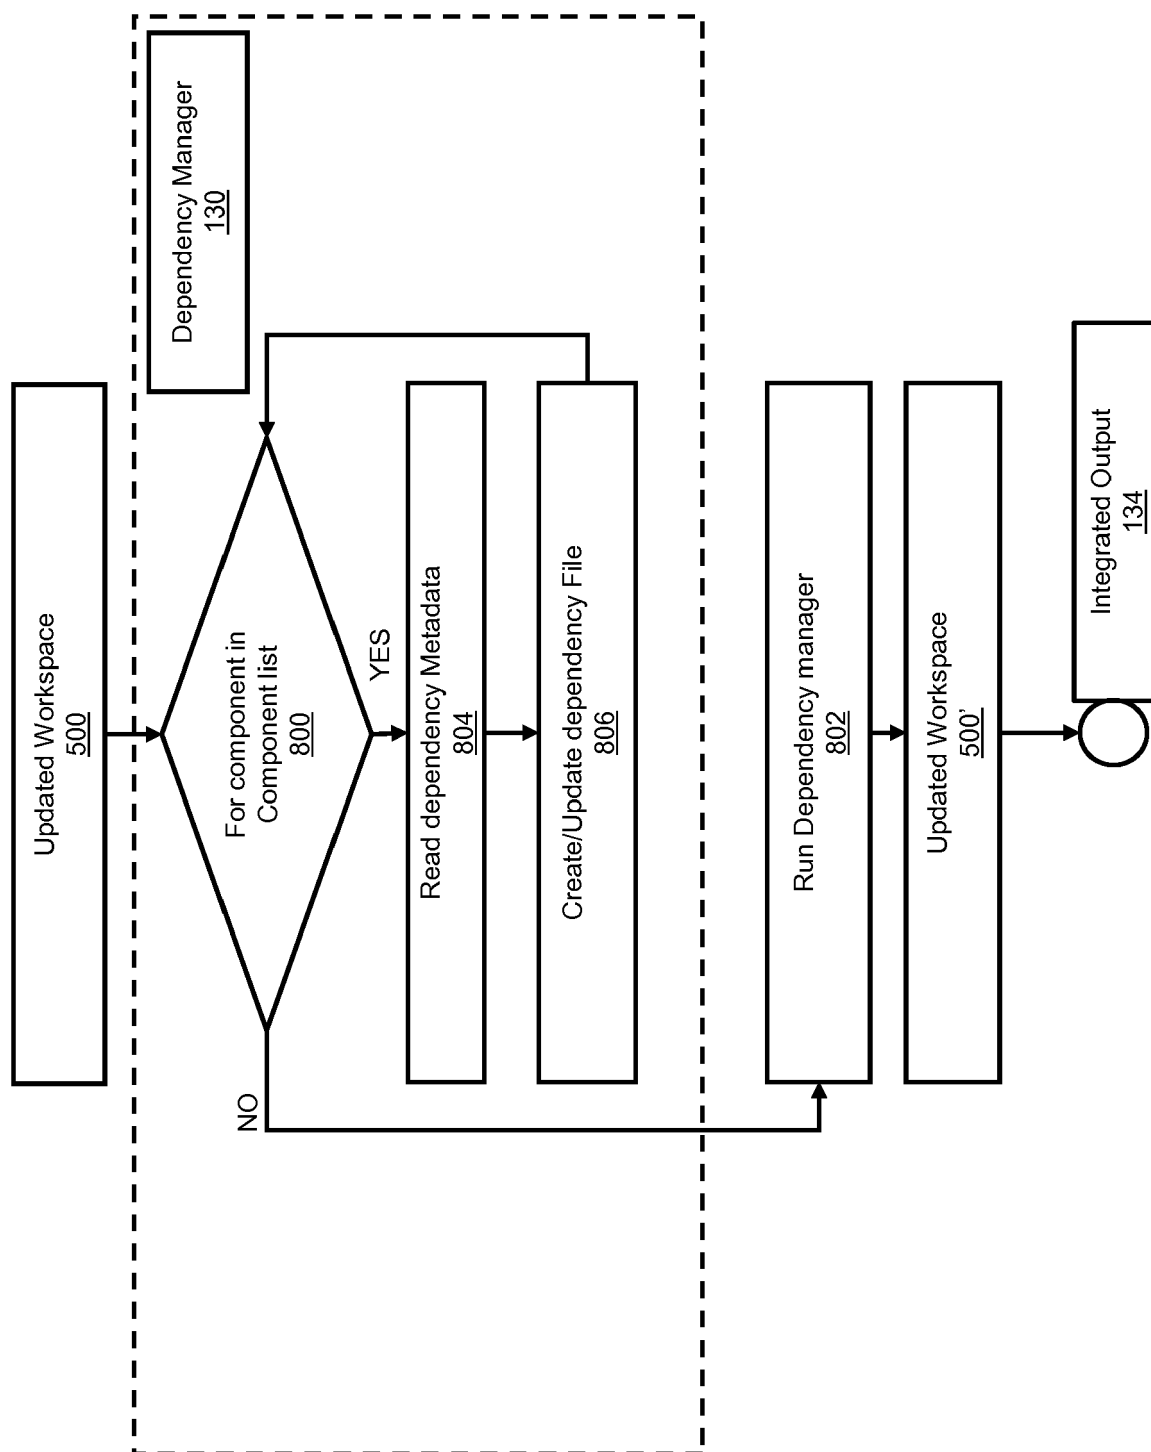 Updated Workspace
500
Dependency Manager
130
For component in
Component list
800
YES
NO
Read dependency Metadata
804
Create/Update dependency File
806
Run Dependency manager
802
Updated Workspace
500’
Integrated Output
134